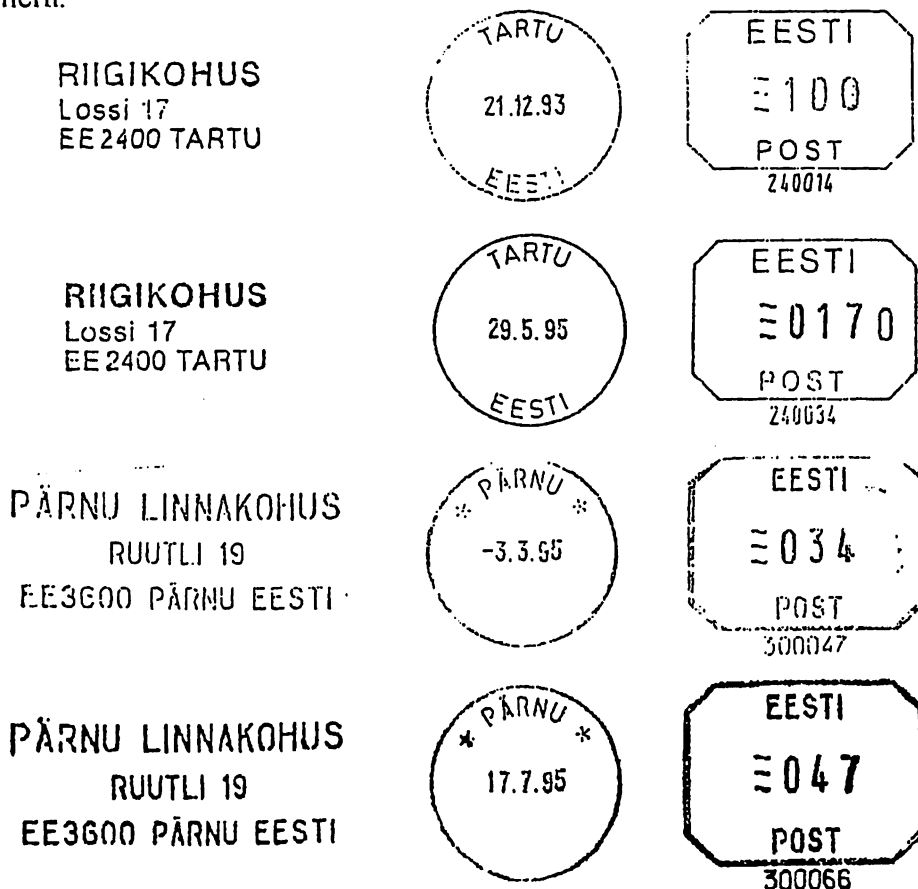 RIIGIKOHUS
Lossi 17
EE2400 TARTU
TARTU
21.12.93
EESTI
EESTI
100
POST
240014
RIIGIKOHUS
Lossi 17
EE2400 TARTU
TARTU
29.5.95
EESTI
EESTI
0170
POST
240034
PÄRNU LINNAKOHUS
RUUTLI 19
EE3600 PÄRNU EESTI
* PÄRNU *
-3.3.95
EESTI
034
POST
300047
PÄRNU LINNAKOHUS
RUUTLI 19
EE3600 PÄRNU EESTI
* PÄRNU *
17.7.95
EESTI
047
POST
300066